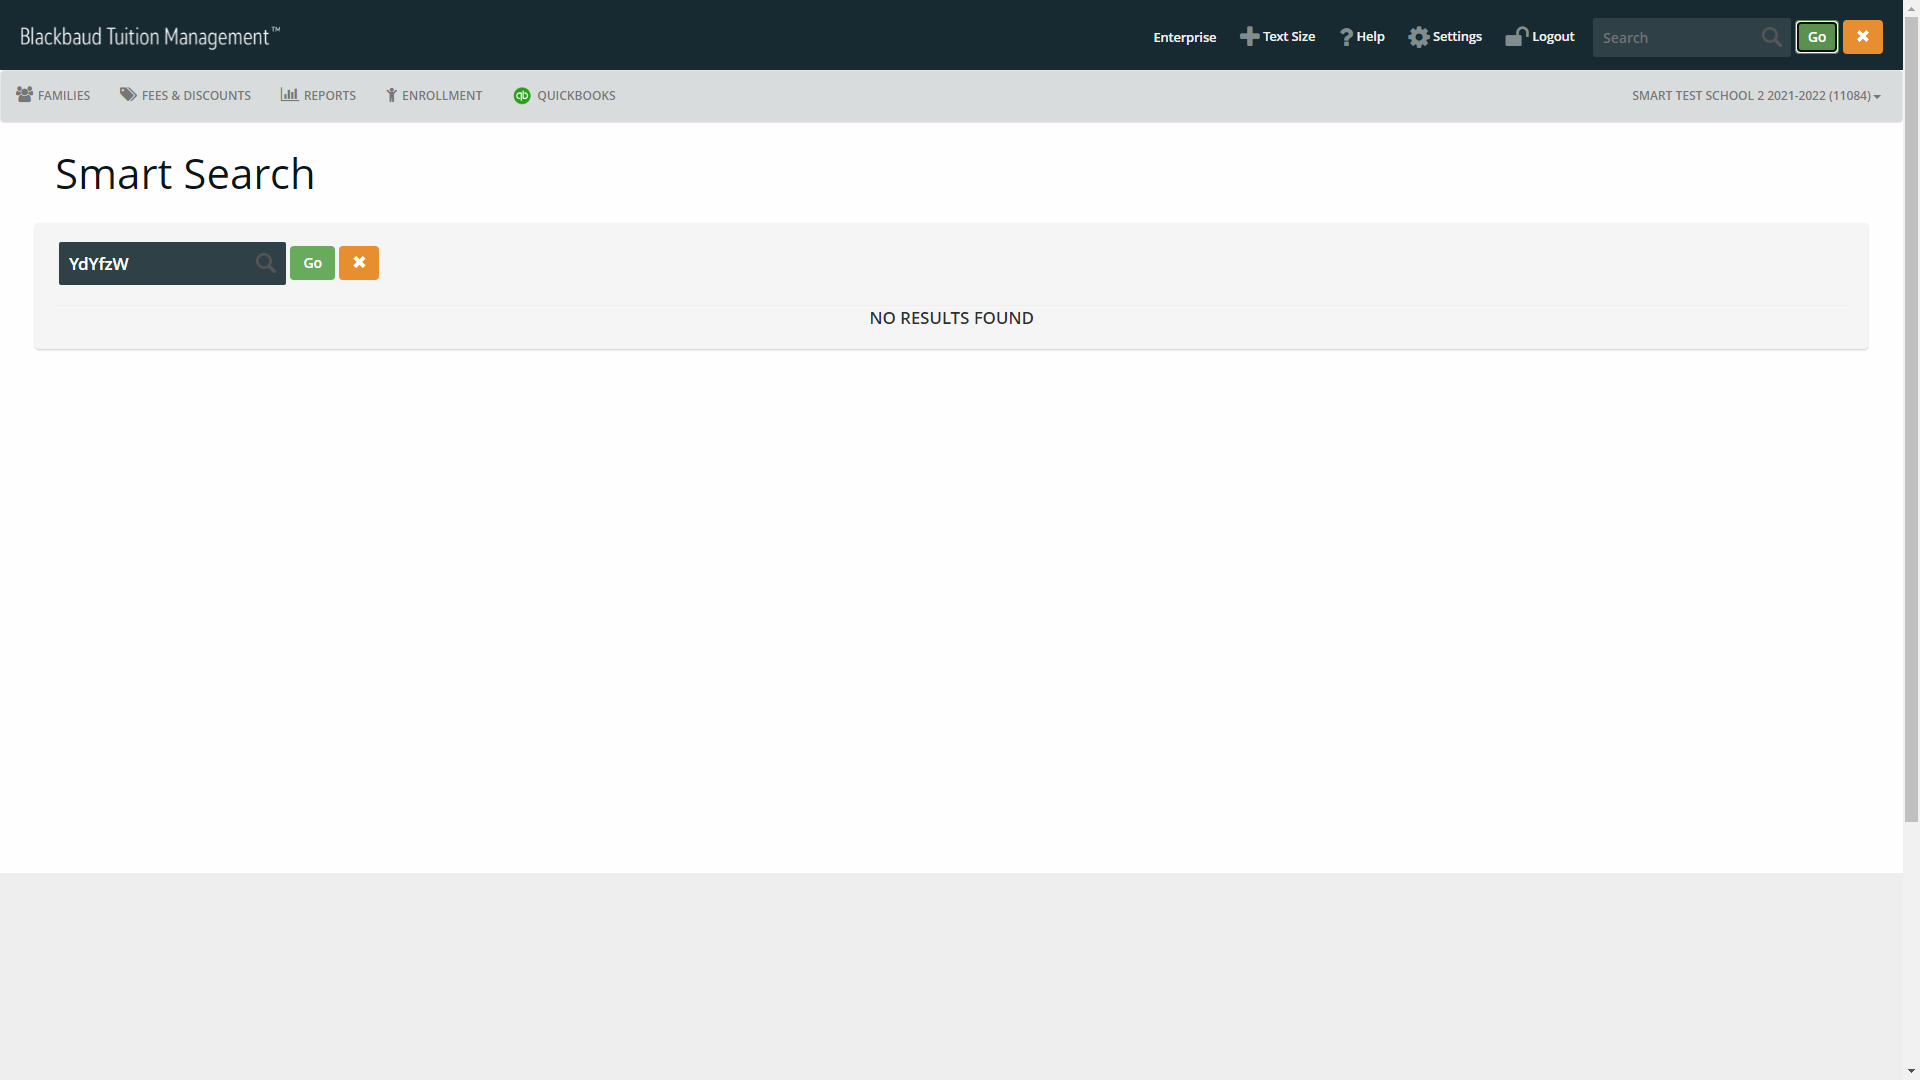 Blackbaud Tuition Management™
Enterprise Text Size Help Settings Logout Search Go
FAMILIES FEES & DISCOUNTS REPORTS ENROLLMENT qb QUICKBOOKS SMART TEST SCHOOL 2 2021-2022 (11084)
Smart Search
YdYfzW Go
NO RESULTS FOUND